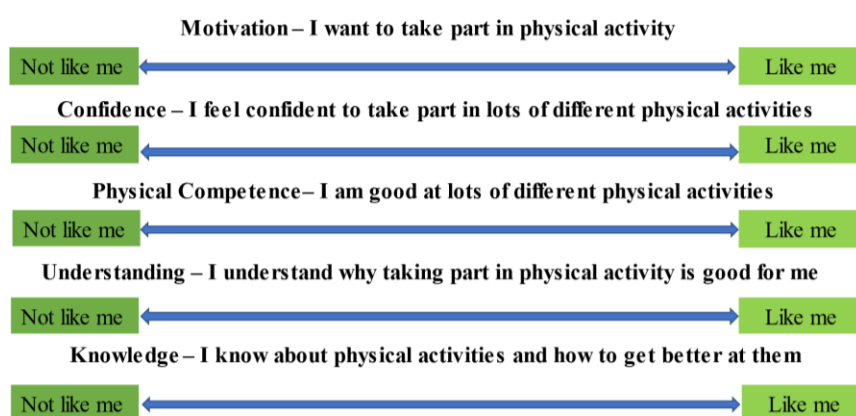 Motivation – I want to take part in physical activity
Not like me Like me
Confidence – I feel confident to take part in lots of different physical activities
Not like me Like me
Physical Competence– I am good at lots of different physical activities
Not like me Like me
Understanding – I understand why taking part in physical activity is good for me
Not like me Like me
Knowledge – I know about physical activities and how to get better at them
Not like me Like me